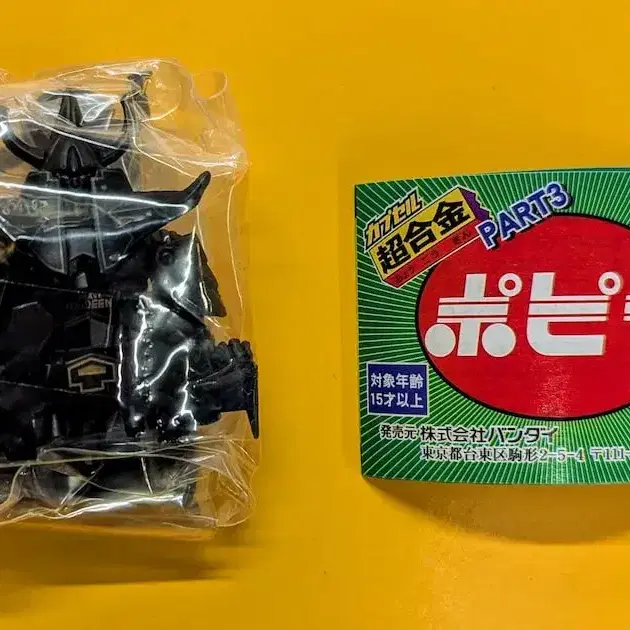 カプセル
超合金
PART3
ポピ
対象年齢
15才以上
発売元 株式会社バンダイ
東京都台東区駒形2-5-4 〒111-